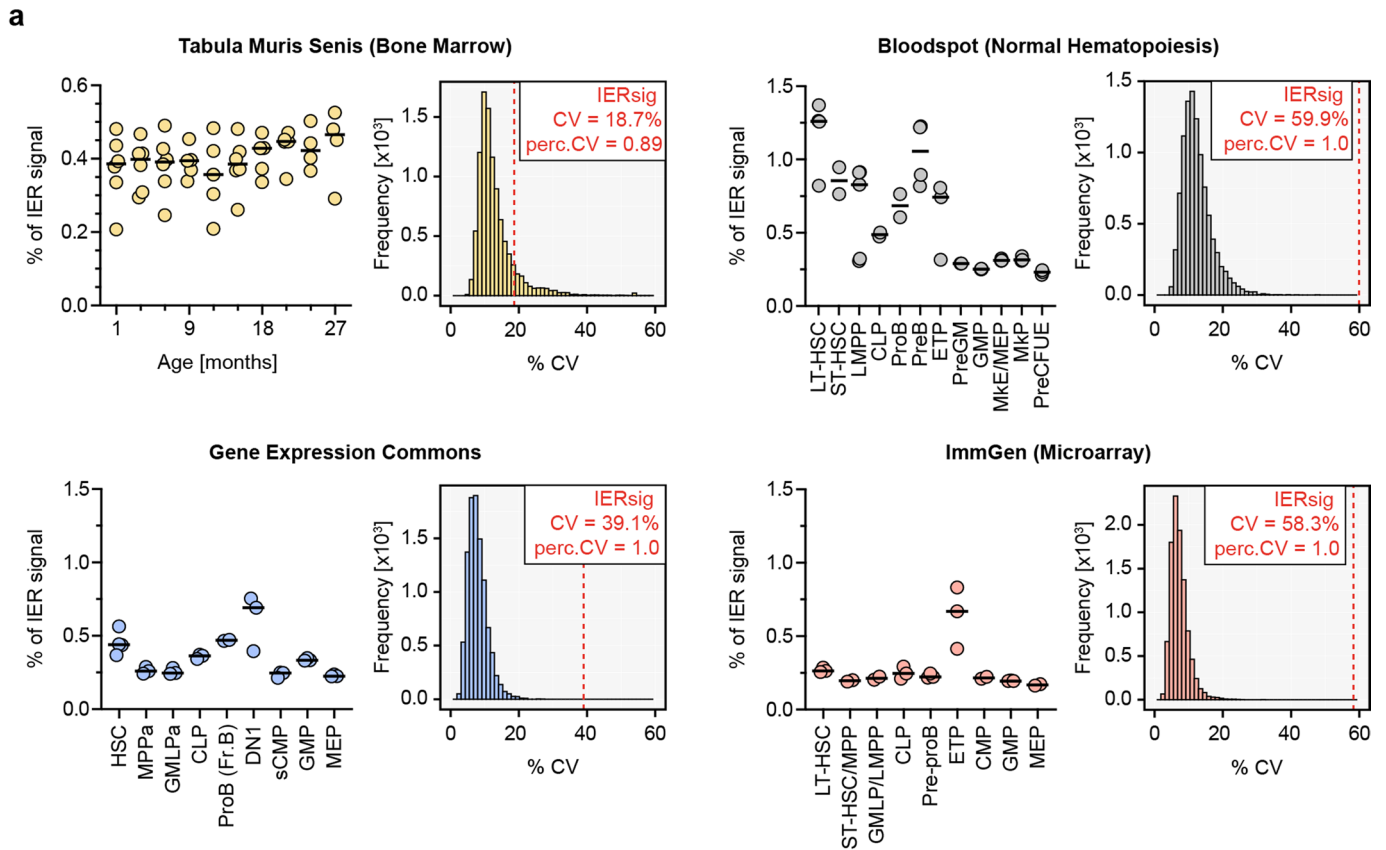 a
Tabula Muris Senis (Bone Marrow)
% of IER signal
0.6
0.4
0.2
0.0
1
9
18
27
Age [months]
Frequency [x10³]
1.5
1.0
0.5
0.0
IERsig
CV = 18.7%
perc.CV = 0.89
0
20
40
60
% CV
Bloodspot (Normal Hematopoiesis)
% of IER signal
1.5
1.0
0.5
0.0
LT-HSC
ST-HSC
LMPP
CLP
ProB
PreB
ETP
PreGM
GMP
MkE/MEP
MkP
PreCFUE
Frequency [x10³]
1.5
1.0
0.5
0.0
IERsig
CV = 59.9%
perc.CV = 1.0
0
20
40
60
% CV
Gene Expression Commons
% of IER signal
1.5
1.0
0.5
0.0
HSC
MPPa
GMLPa
CLP
ProB (Fr.B)
DN1
sCMP
GMP
MEP
Frequency [x10³]
1.5
1.0
0.5
0.0
IERsig
CV = 39.1%
perc.CV = 1.0
0
20
40
60
% CV
ImmGen (Microarray)
% of IER signal
1.5
1.0
0.5
0.0
LT-HSC
ST-HSC/MPP
GMLP/LMPP
CLP
Pre-proB
ETP
CMP
GMP
MEP
Frequency [x10³]
2.0
1.5
1.0
0.5
0.0
IERsig
CV = 58.3%
perc.CV = 1.0
0
20
40
60
% CV